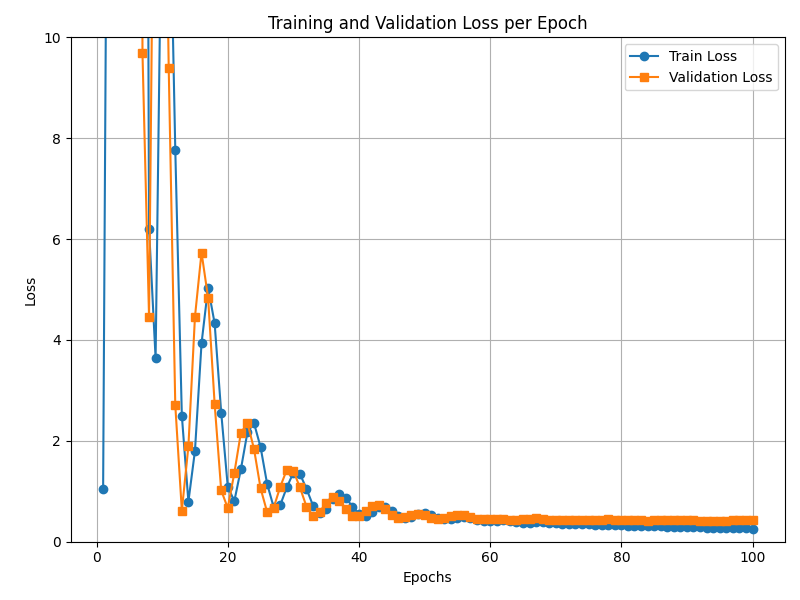 Training and Validation Loss per Epoch
Train Loss
Validation Loss
10
8
6
4
2
0
Loss
0 20 40 60 80 100
Epochs